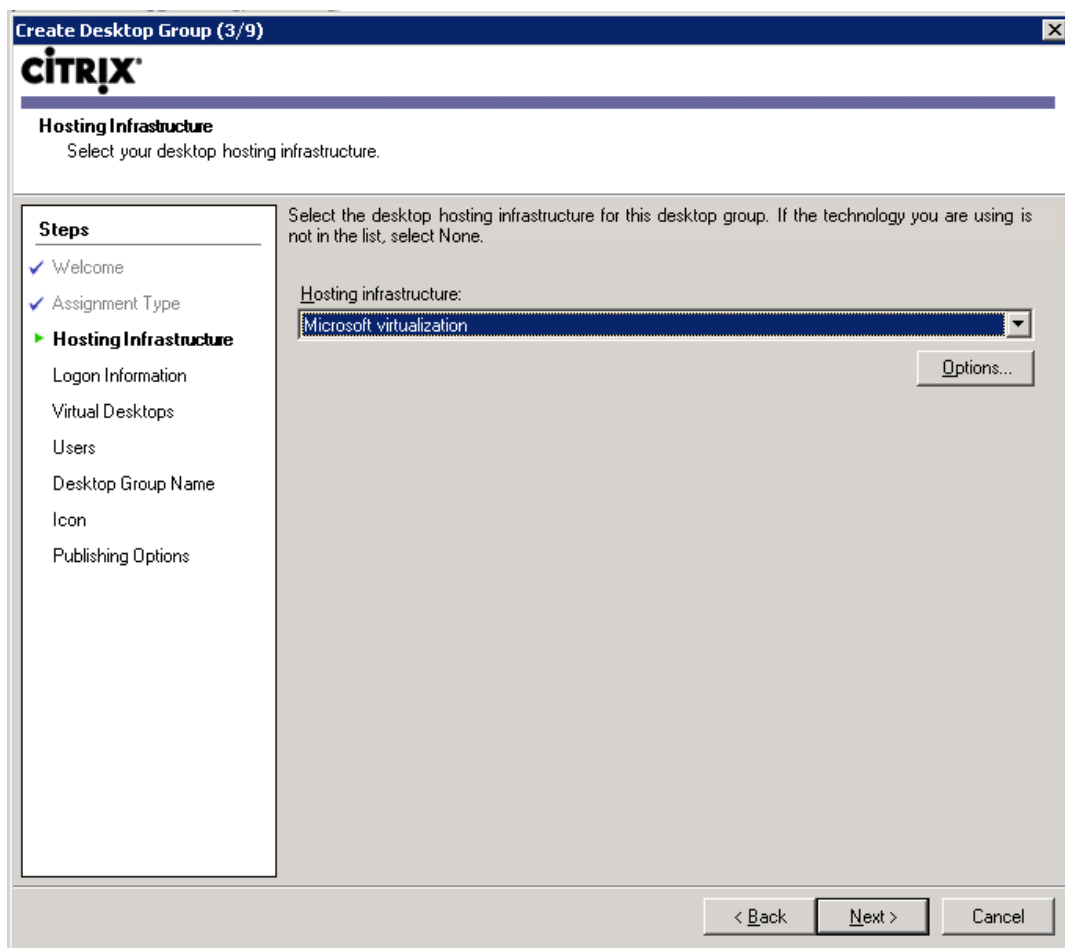 Create Desktop Group (3/9)
CİTRIX
Hosting Infrastructure
Select your desktop hosting infrastructure.
Steps
Welcome
Assignment Type
Hosting Infrastructure
Logon Information
Virtual Desktops
Users
Desktop Group Name
Icon
Publishing Options
Select the desktop hosting infrastructure for this desktop group. If the technology you are using is
not in the list, select None.
Hosting infrastructure:
Microsoft virtualization
Options...
< Back
Next >
Cancel